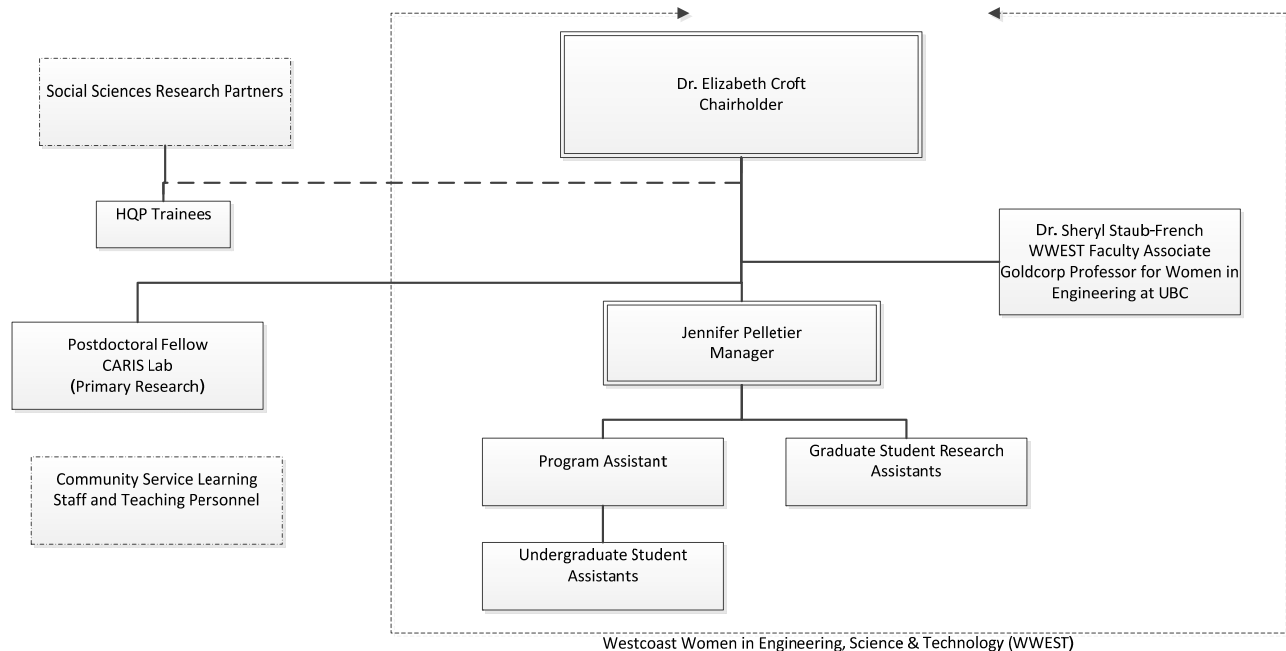 Dr. Elizabeth Croft
Chairholder
Social Sciences Research Partners
HQP Trainees
Dr. Sheryl Staub-French
WWEST Faculty Associate
Goldcorp Professor for Women in
Engineering at UBC
Postdoctoral Fellow
CARIS Lab
(Primary Research)
Jennifer Pelletier
Manager
Program Assistant
Graduate Student Research
Assistants
Community Service Learning
Staff and Teaching Personnel
Undergraduate Student
Assistants
Westcoast Women in Engineering, Science & Technology (WWEST)